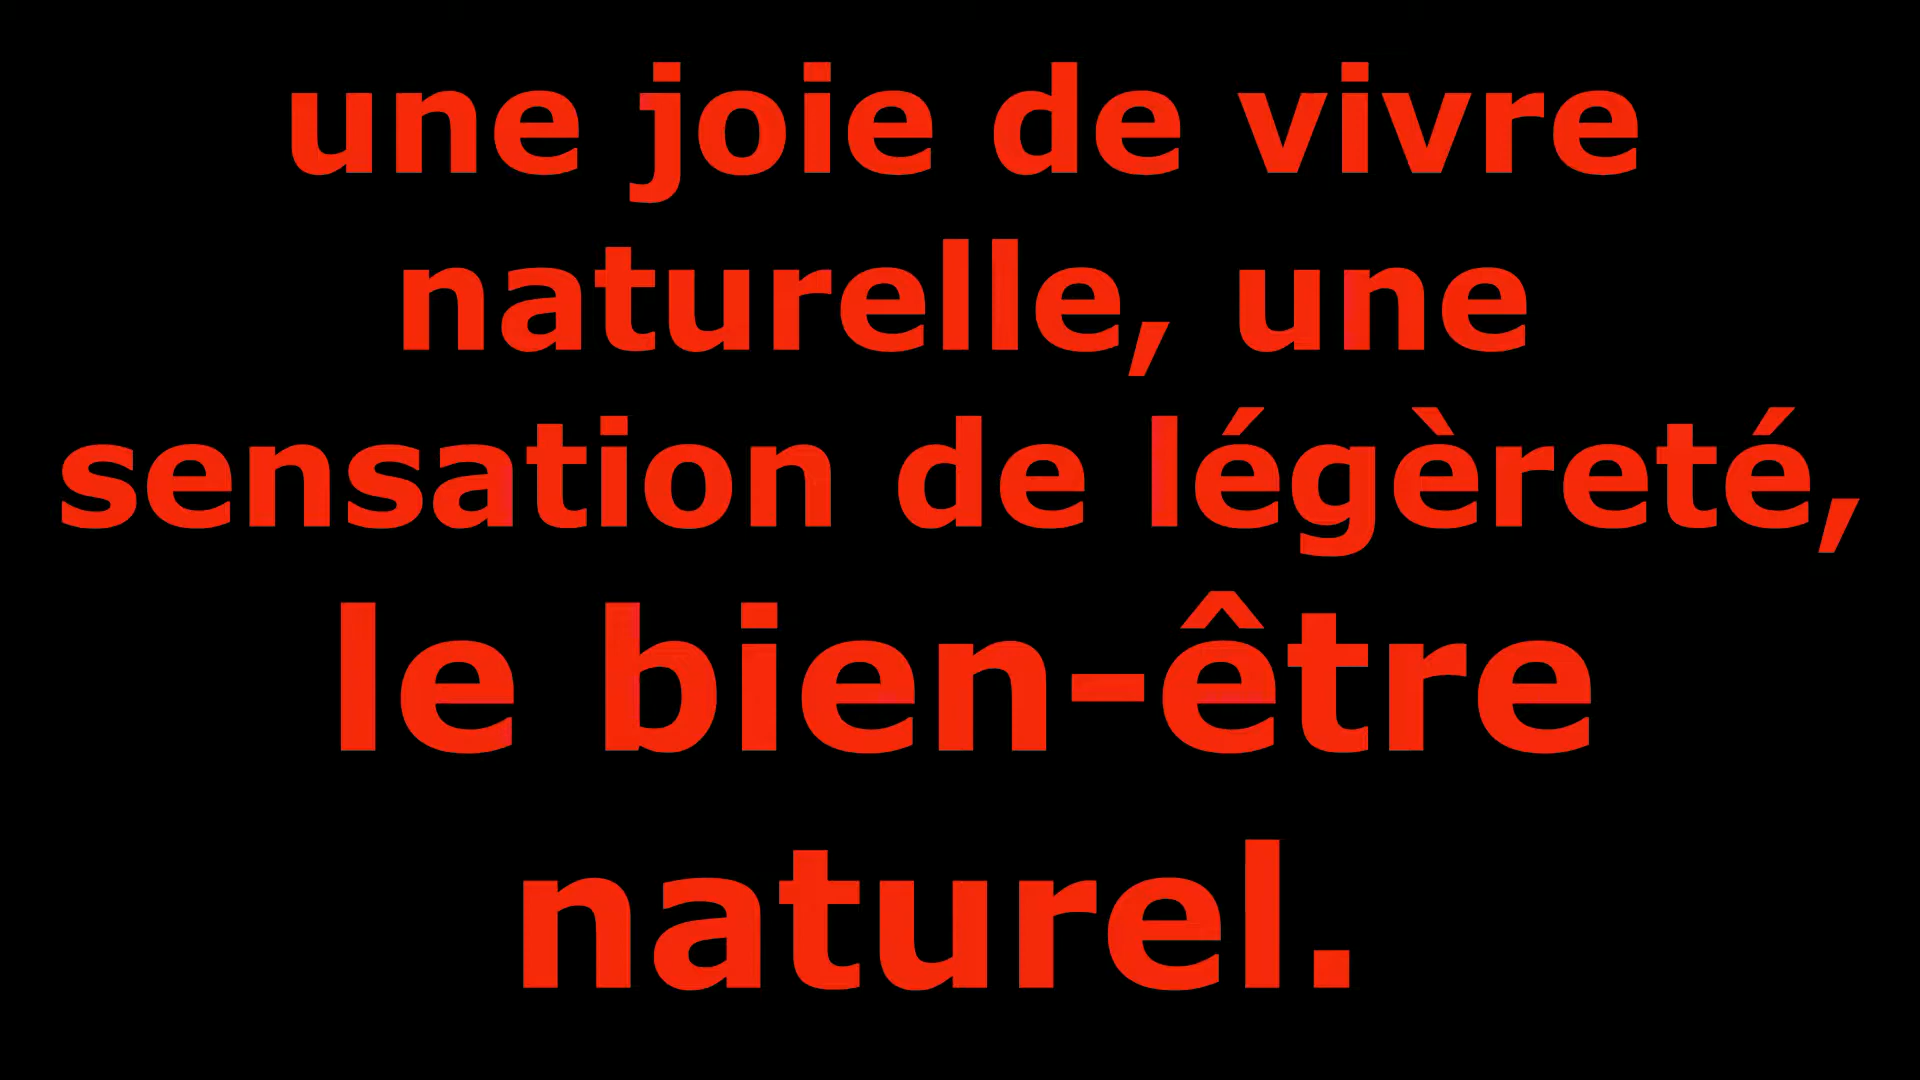 une joie de vivre
naturelle, une
sensation de légèreté,
le bien-être
naturel.